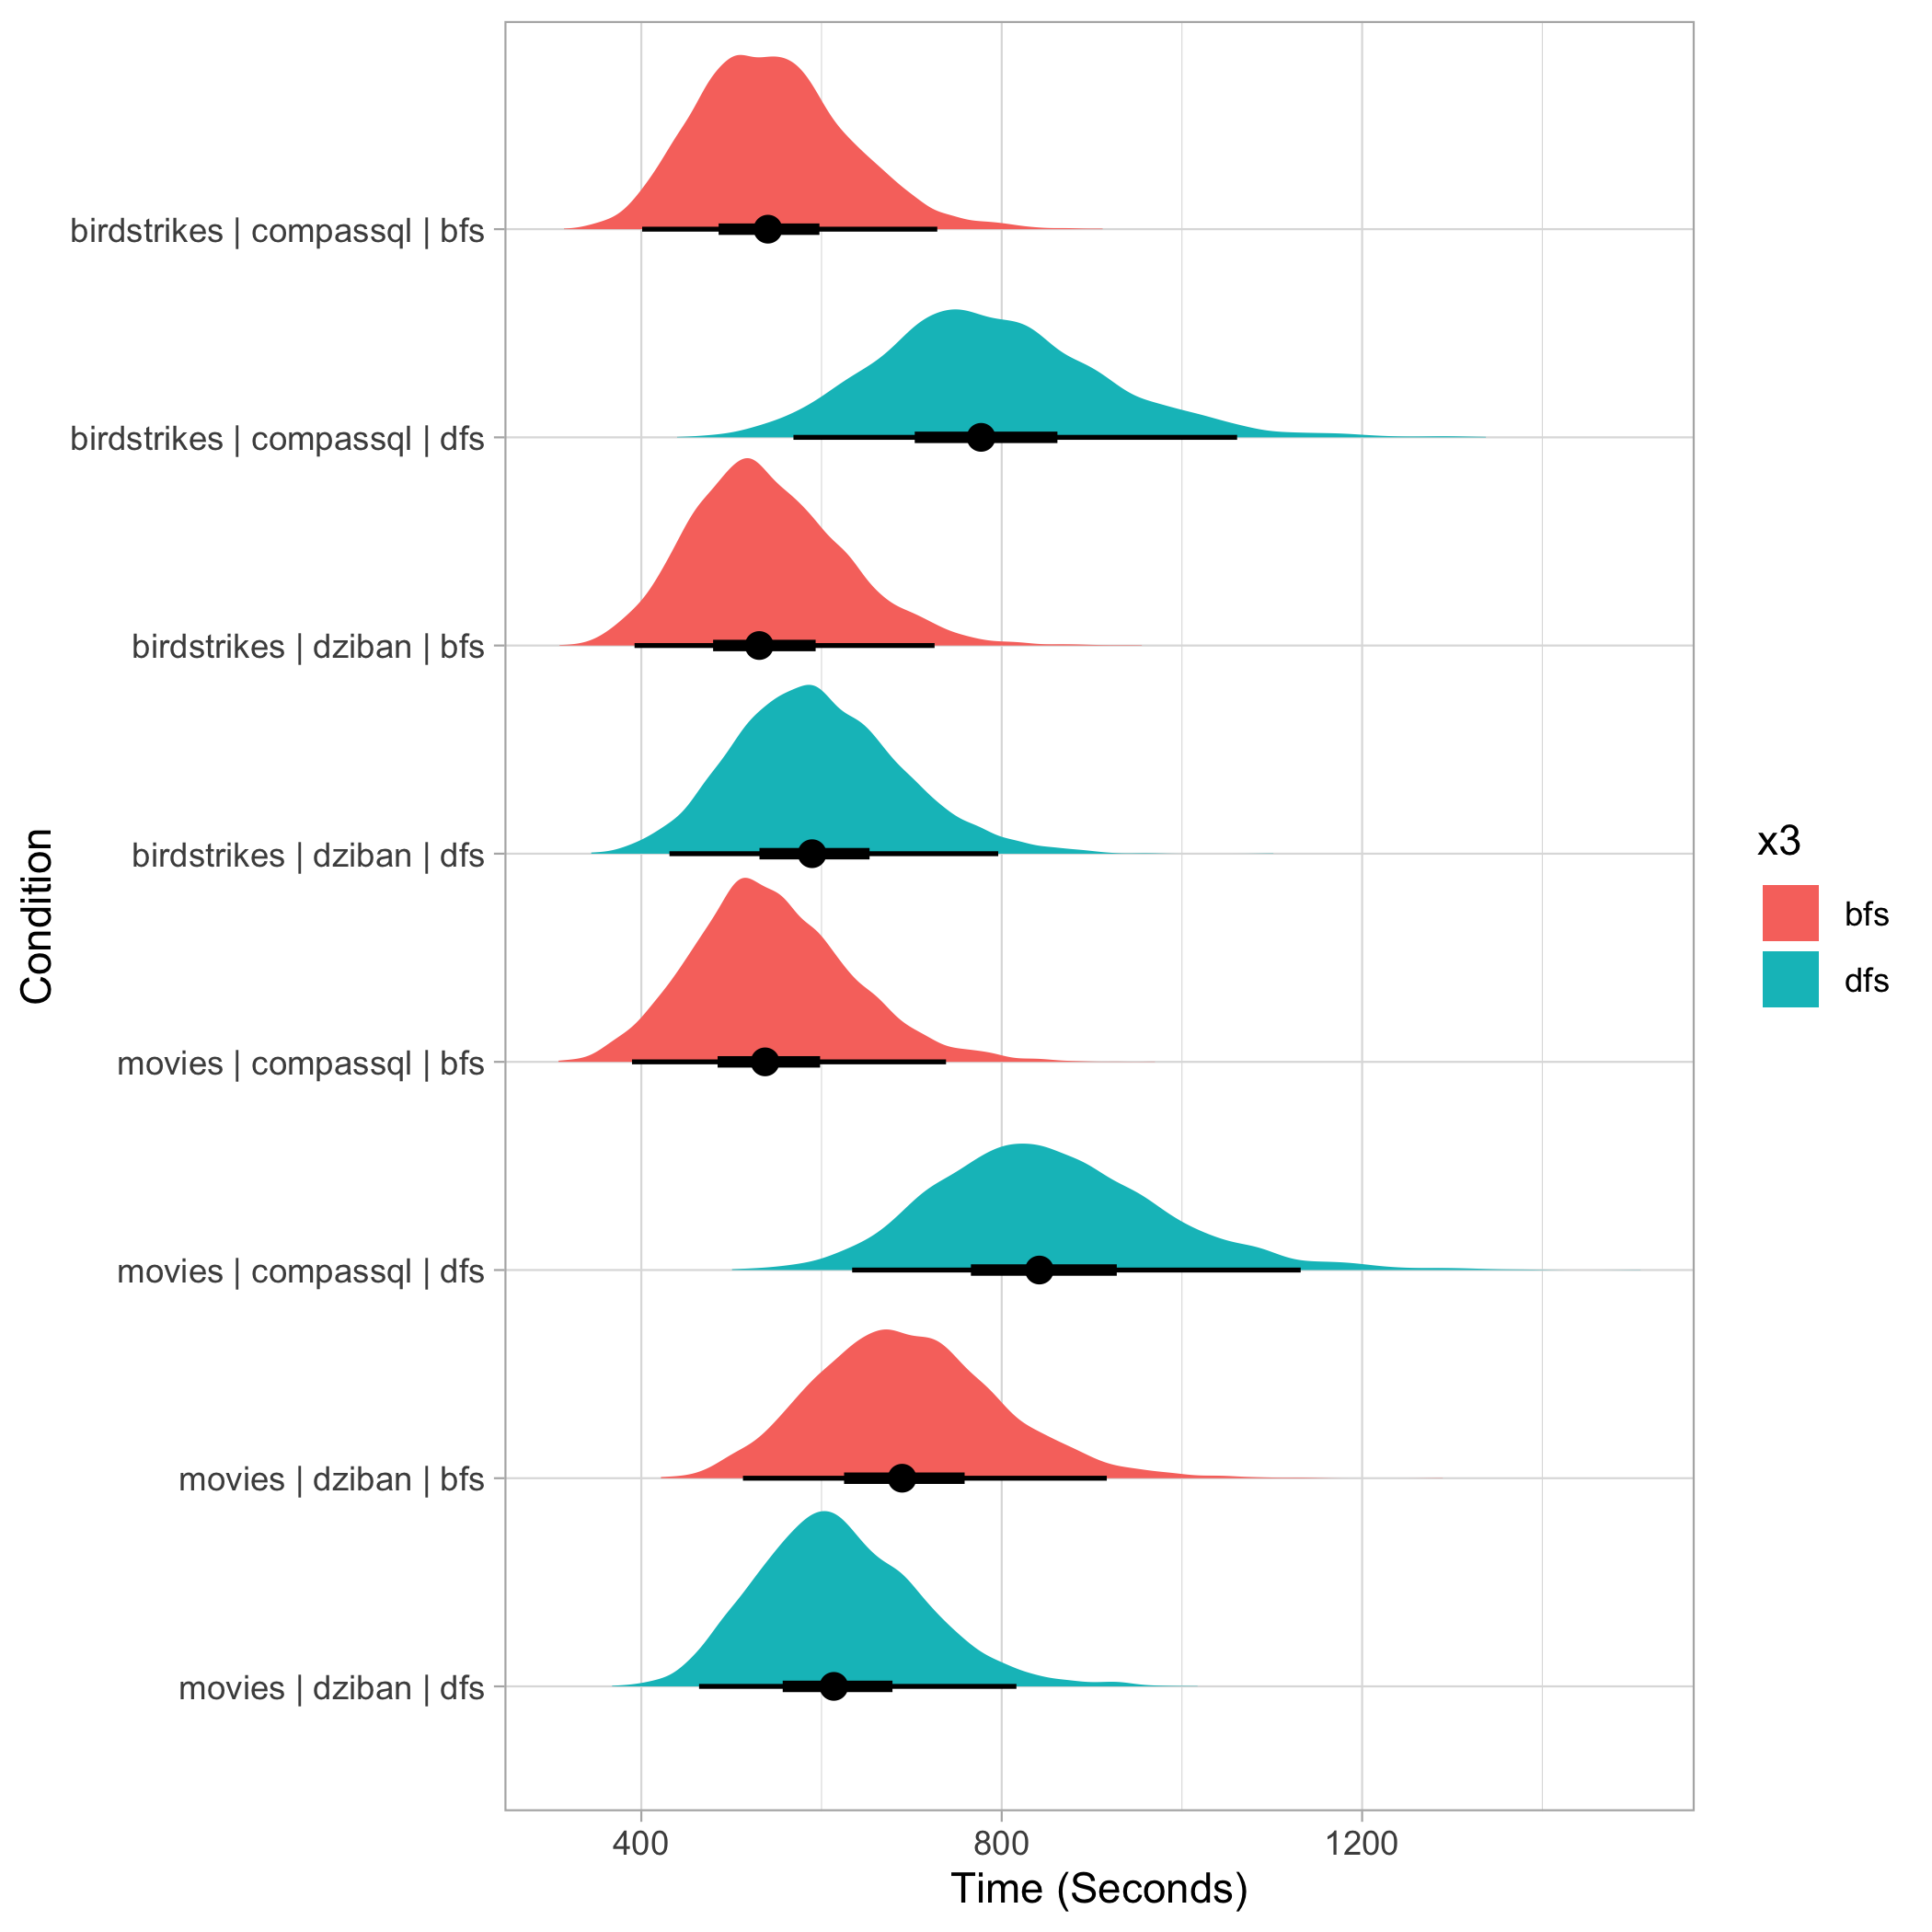 Condition
birdstrikes | compassql | bfs
birdstrikes | compassql | dfs
birdstrikes | dziban | bfs
birdstrikes | dziban | dfs
movies | compassql | bfs
movies | compassql | dfs
movies | dziban | bfs
movies | dziban | dfs
400 800 1200
Time (Seconds)
x3
bfs
dfs